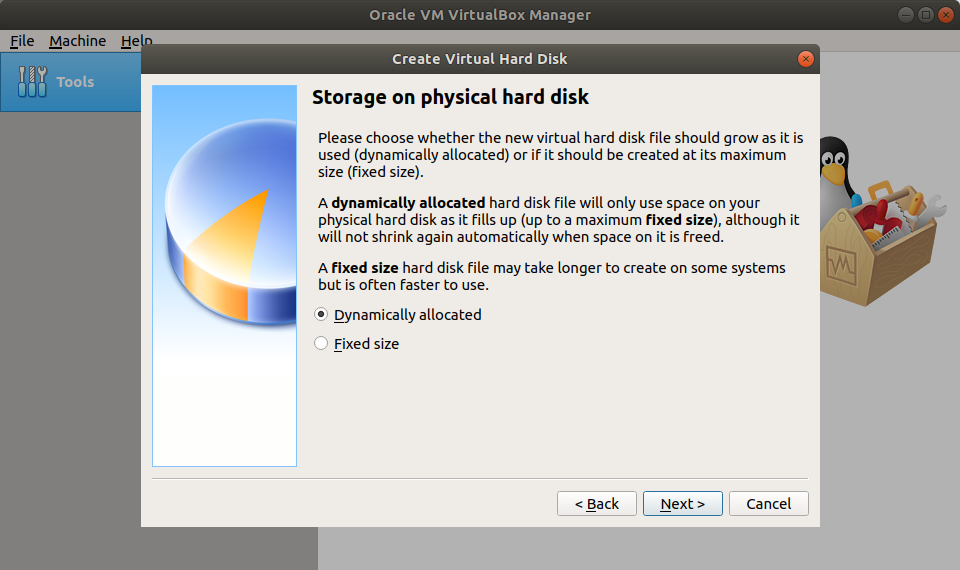 Oracle VM VirtualBox Manager
File Machine Help
Create Virtual Hard Disk
Tools
Storage on physical hard disk
Please choose whether the new virtual hard disk file should grow as it is
used (dynamically allocated) or if it should be created at its maximum
size (fixed size).
A dynamically allocated hard disk file will only use space on your
physical hard disk as it fills up (up to a maximum fixed size), although it
will not shrink again automatically when space on it is freed.
A fixed size hard disk file may take longer to create on some systems
but is often faster to use.
Dynamically allocated
Fixed size
< Back Next > Cancel